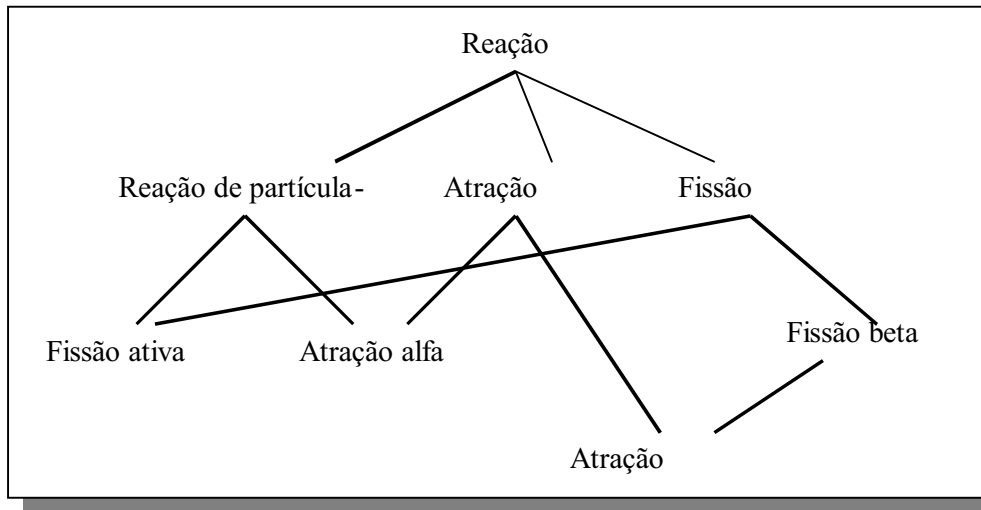 Reação
Reação de partícula-
Atração
Fissão
Fissão ativa
Atração alfa
Fissão beta
Atração